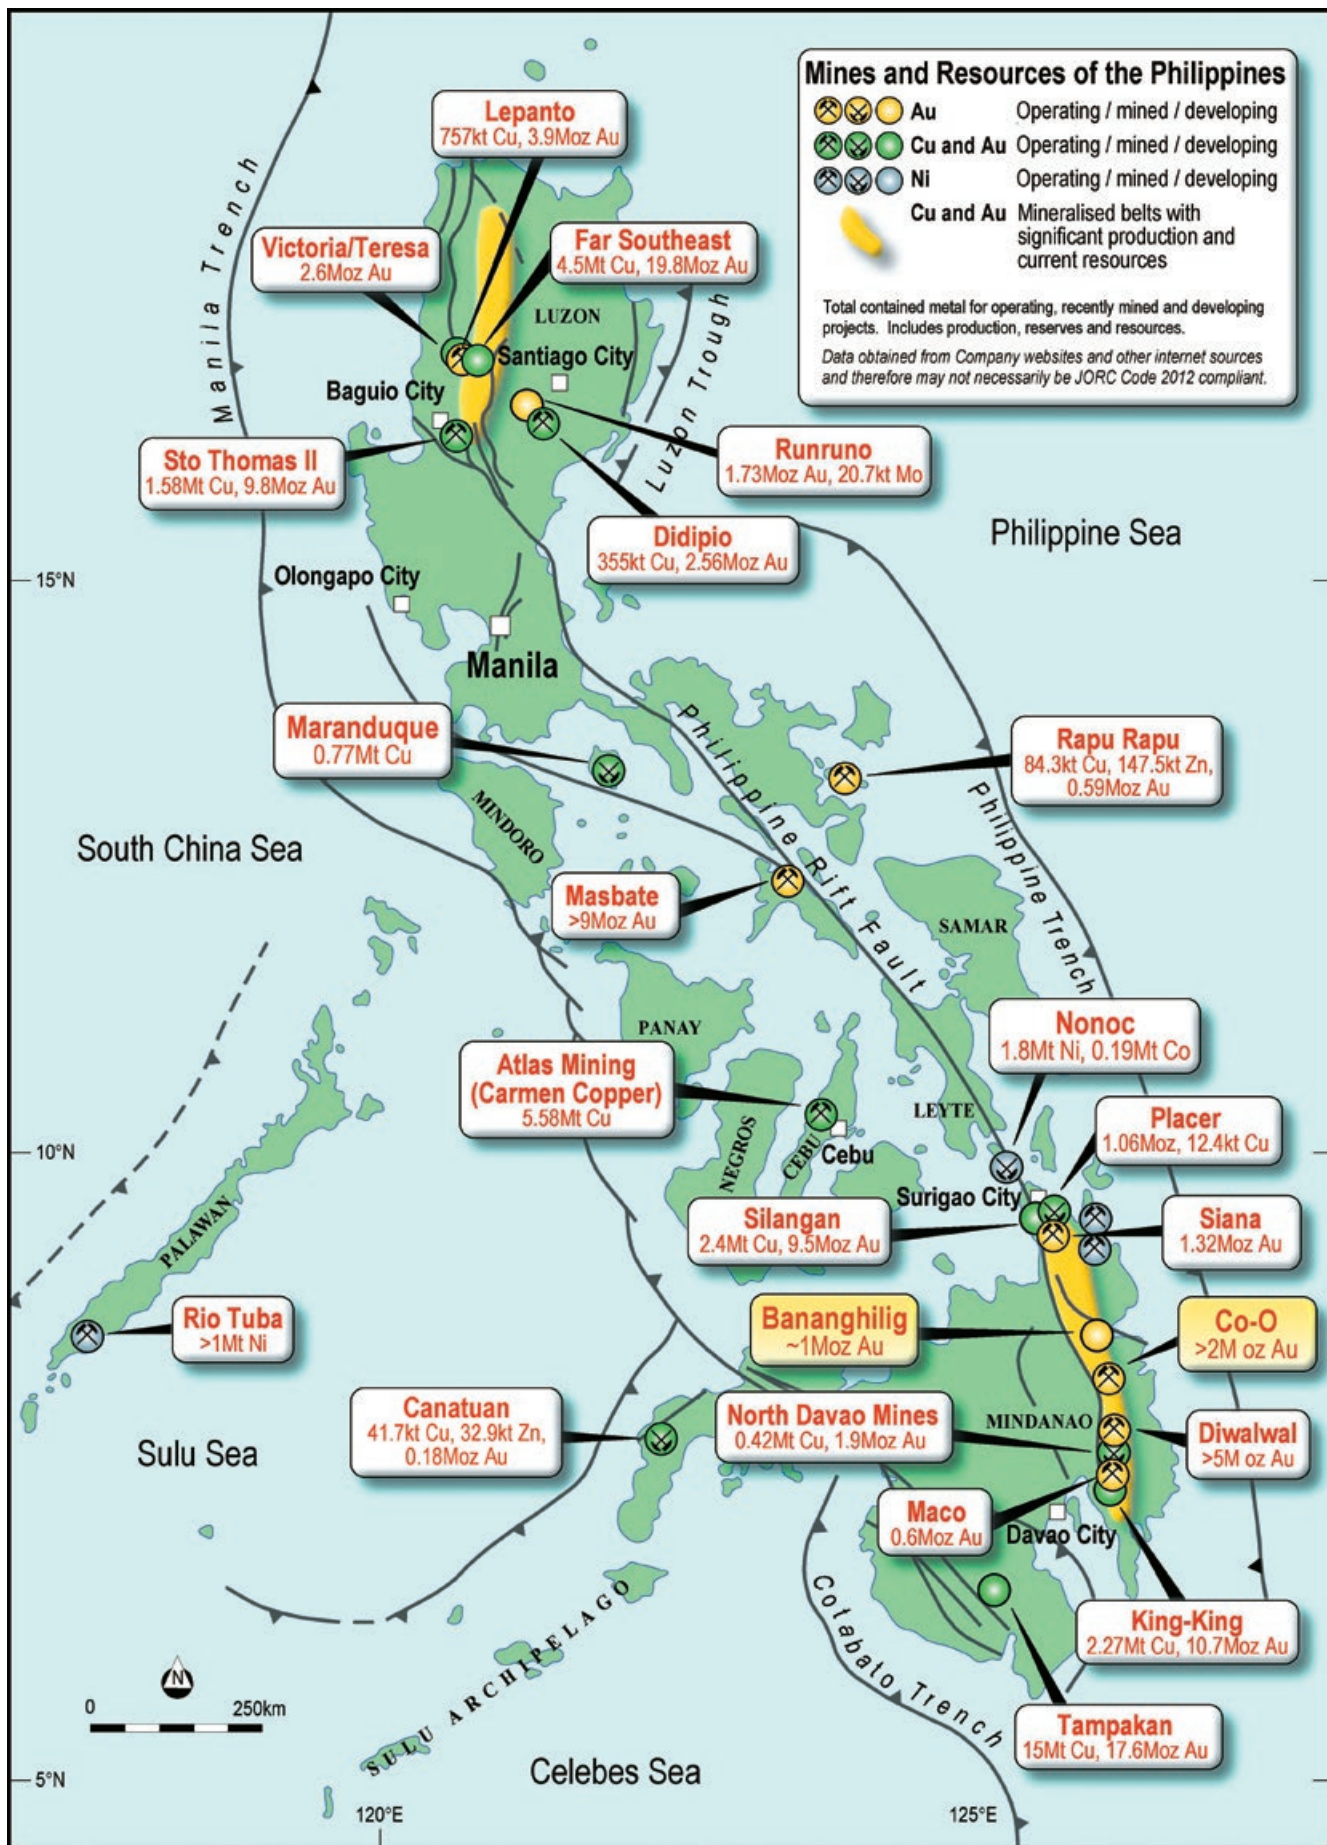 Mines and Resources of the Philippines
Au Operating / mined / developing
Cu and Au Operating / mined / developing
Ni Operating / mined / developing
Cu and Au Mineralised belts with
significant production and
current resources
Total contained metal for operating, recently mined and developing
projects. Includes production, reserves and resources.
Data obtained from Company websites and other internet sources
and therefore may not necessarily be JORC Code 2012 compliant.
Lepanto
757kt Cu, 3.9Moz Au
Manila Trench
Victoria/Teresa
2.6Moz Au
Far Southeast
4.5Mt Cu, 19.8Moz Au
LUZON
Santiago City
Luzon Trough
Baguio City
Sto Thomas II
1.58Mt Cu, 9.8Moz Au
Runruno
1.73Moz Au, 20.7kt Mo
Didipio
355kt Cu, 2.56Moz Au
Philippine Sea
15°N
Olongapo City
Manila
Maranduque
0.77Mt Cu
Philippine Rift Fault
Rapu Rapu
84.3kt Cu, 147.5kt Zn,
0.59Moz Au
Philippine Trench
MINDORO
South China Sea
Masbate
>9Moz Au
SAMAR
PANAY
Nonoc
1.8Mt Ni, 0.19Mt Co
Atlas Mining
(Carmen Copper)
5.58Mt Cu
LEYTE
Placer
1.06Moz, 12.4kt Cu
10°N
NEGROS
CEBU
Cebu
Surigao City
Silangan
2.4Mt Cu, 9.5Moz Au
Siana
1.32Moz Au
PALAWAN
Rio Tuba
>1Mt Ni
Bananghilig
~1Moz Au
Co-O
>2M oz Au
Canatuan
41.7kt Cu, 32.9kt Zn,
0.18Moz Au
North Davao Mines
0.42Mt Cu, 1.9Moz Au
MINDANAO
Diwalwal
>5M oz Au
Sulu Sea
Maco
0.6Moz Au
Davao City
Cotabato Trench
King-King
2.27Mt Cu, 10.7Moz Au
SULU ARCHIPELAGO
N
0 250km
Tampakan
15Mt Cu, 17.6Moz Au
Celebes Sea
5°N
120°E
125°E